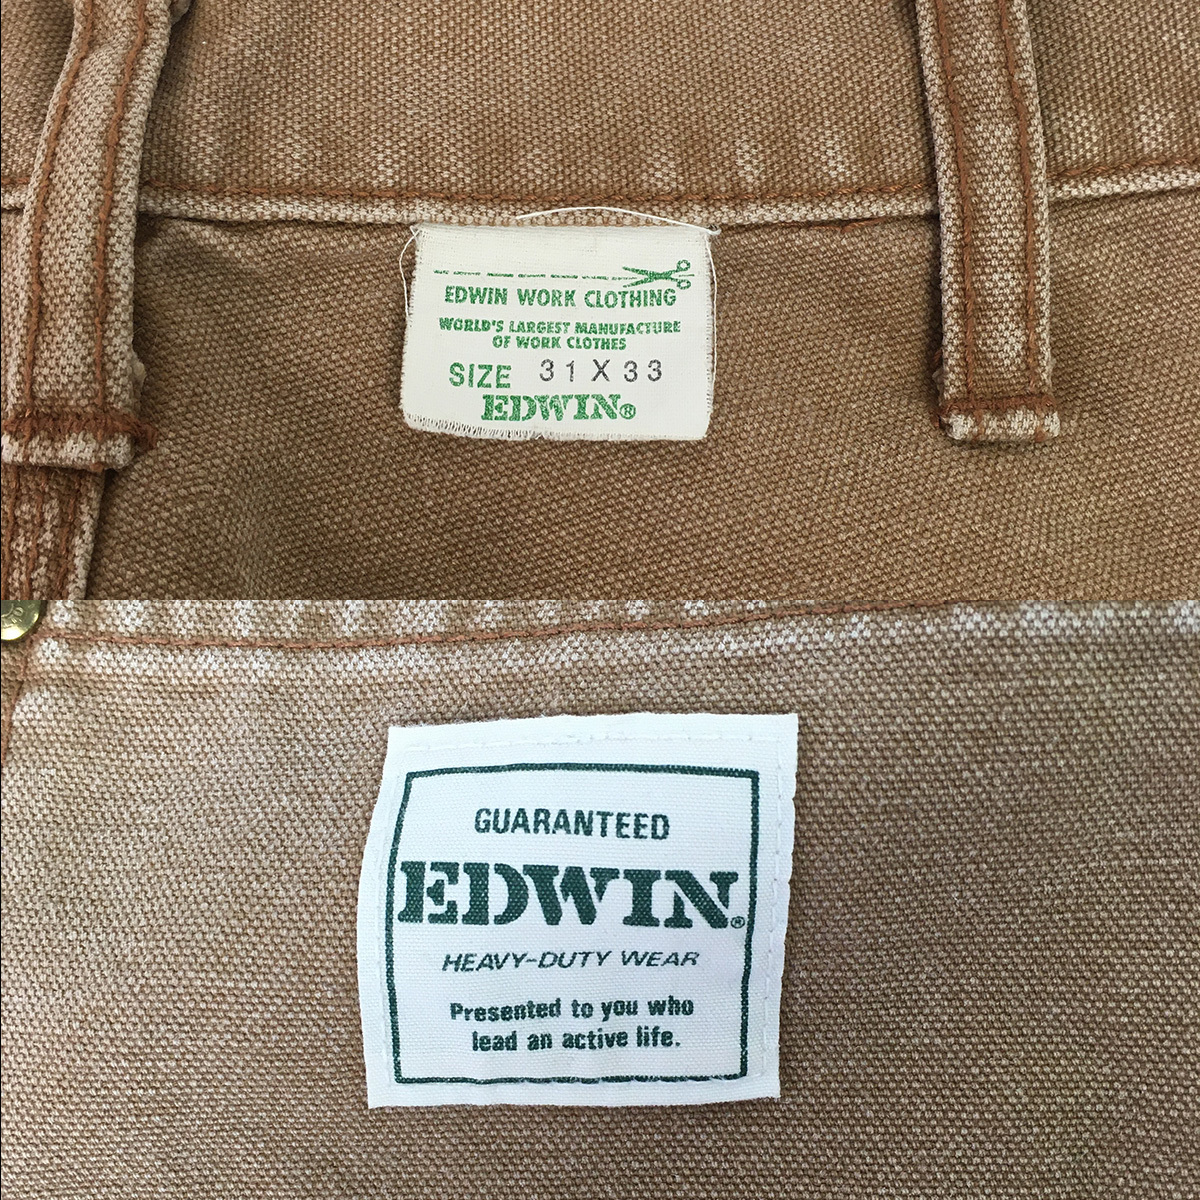 EDWIN WORK CLOTHING
WORLD'S LARGEST MANUFACTURE
OF WORK CLOTHES
SIZE 31 X 33
EDWIN®
GUARANTEED
EDWIN®
HEAVY-DUTY WEAR
Presented to you who
lead an active life.